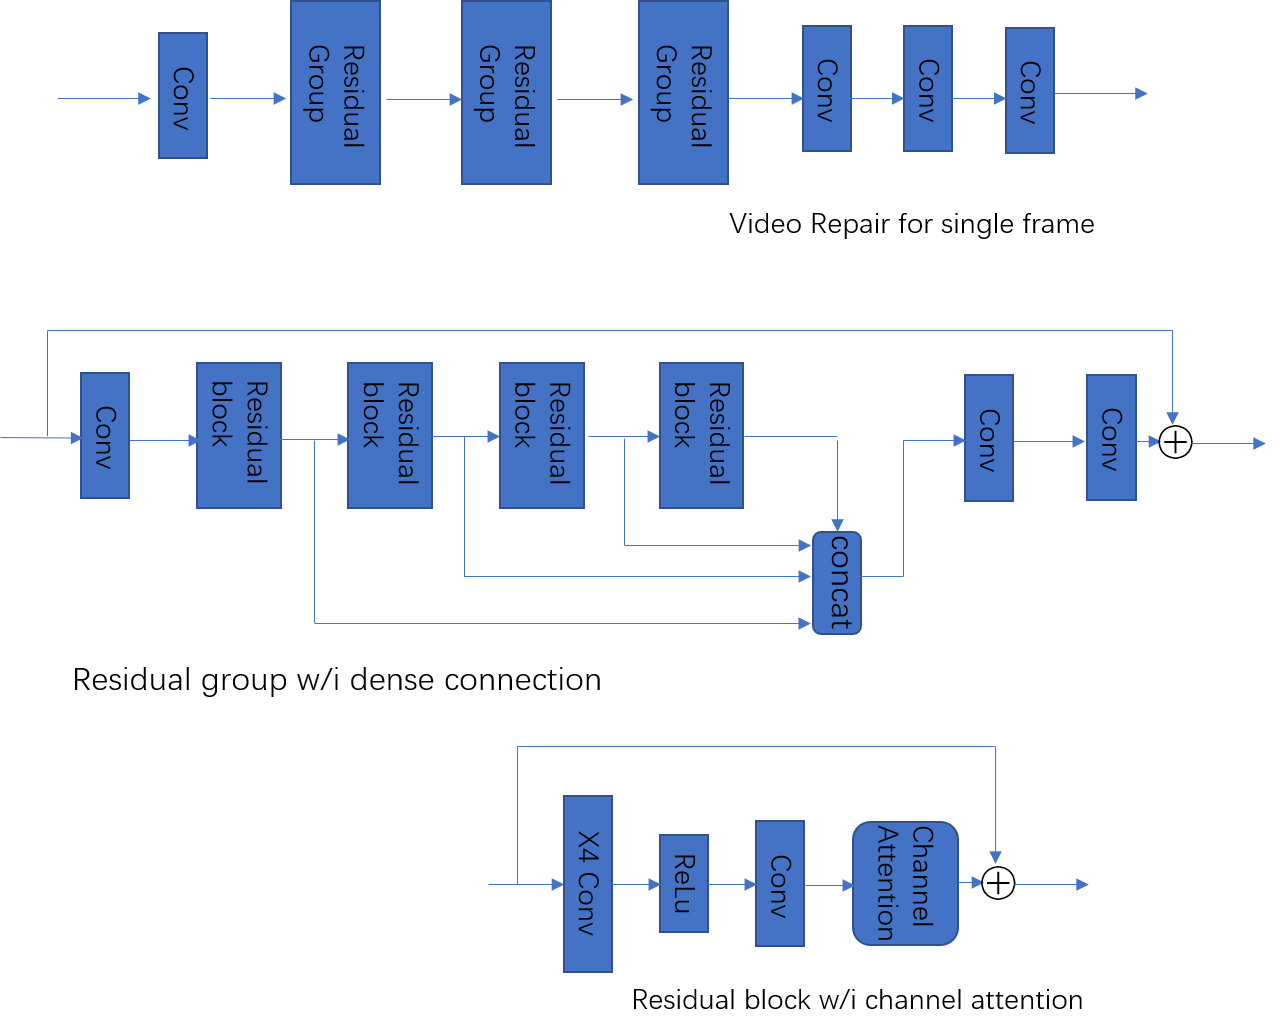 Conv
Residual
Group
Residual
Group
Residual
Group
Conv
Conv
Conv
Video Repair for single frame
Conv
Residual
block
Residual
block
Residual
block
Residual
block
concat
Conv
Conv
Residual group w/i dense connection
X4 Conv
ReLu
Conv
Channel
Attention
Residual block w/i channel attention